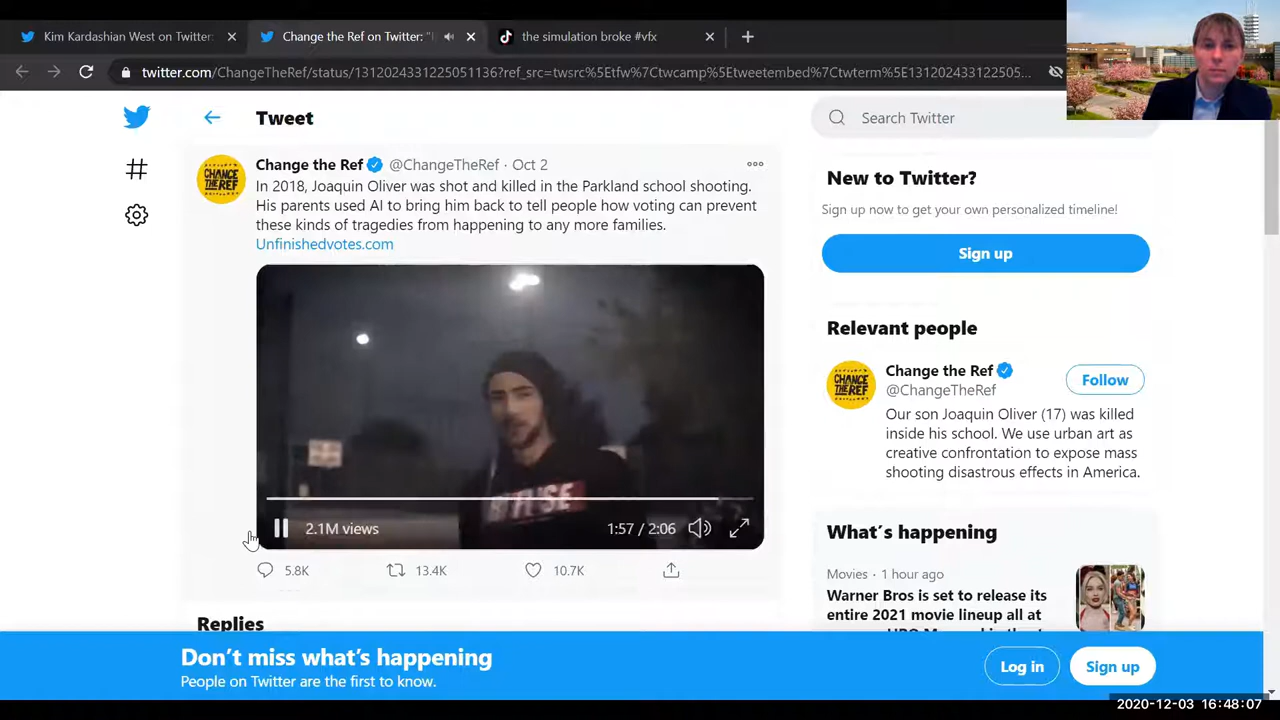 Kim Kardashian West on Twitter:
Change the Ref on Twitter: "I
the simulation broke #vfx
twitter.com/ChangeTheRef/status/1312024331225051136?ref_src=twsrc%5Etfw%7Ctwcamp%5Etweetembed%7Ctwterm%5E131202433122505...
Tweet
Search Twitter
CHANGE THE REF
Change the Ref @ChangeTheRef · Oct 2
In 2018, Joaquin Oliver was shot and killed in the Parkland school shooting.
His parents used AI to bring him back to tell people how voting can prevent
these kinds of tragedies from happening to any more families.
Unfinishedvotes.com
2.1M views
1:57 / 2:06
5.8K
13.4K
10.7K
Replies
New to Twitter?
Sign up now to get your own personalized timeline!
Sign up
Relevant people
CHANGE THE REF
Change the Ref
@ChangeTheRef
Follow
Our son Joaquin Oliver (17) was killed
inside his school. We use urban art as
creative confrontation to expose mass
shooting disastrous effects in America.
What's happening
Movies · 1 hour ago
Warner Bros is set to release its
entire 2021 movie lineup all at
Don't miss what's happening
People on Twitter are the first to know.
Log in
Sign up
2020-12-03 16:48:07